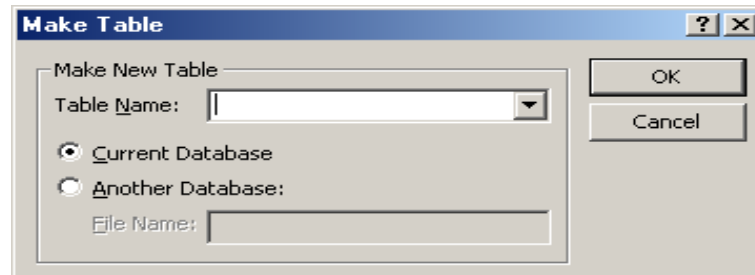 Make Table
Make New Table
OK
Table Name:
Cancel
Current Database
Another Database:
File Name: